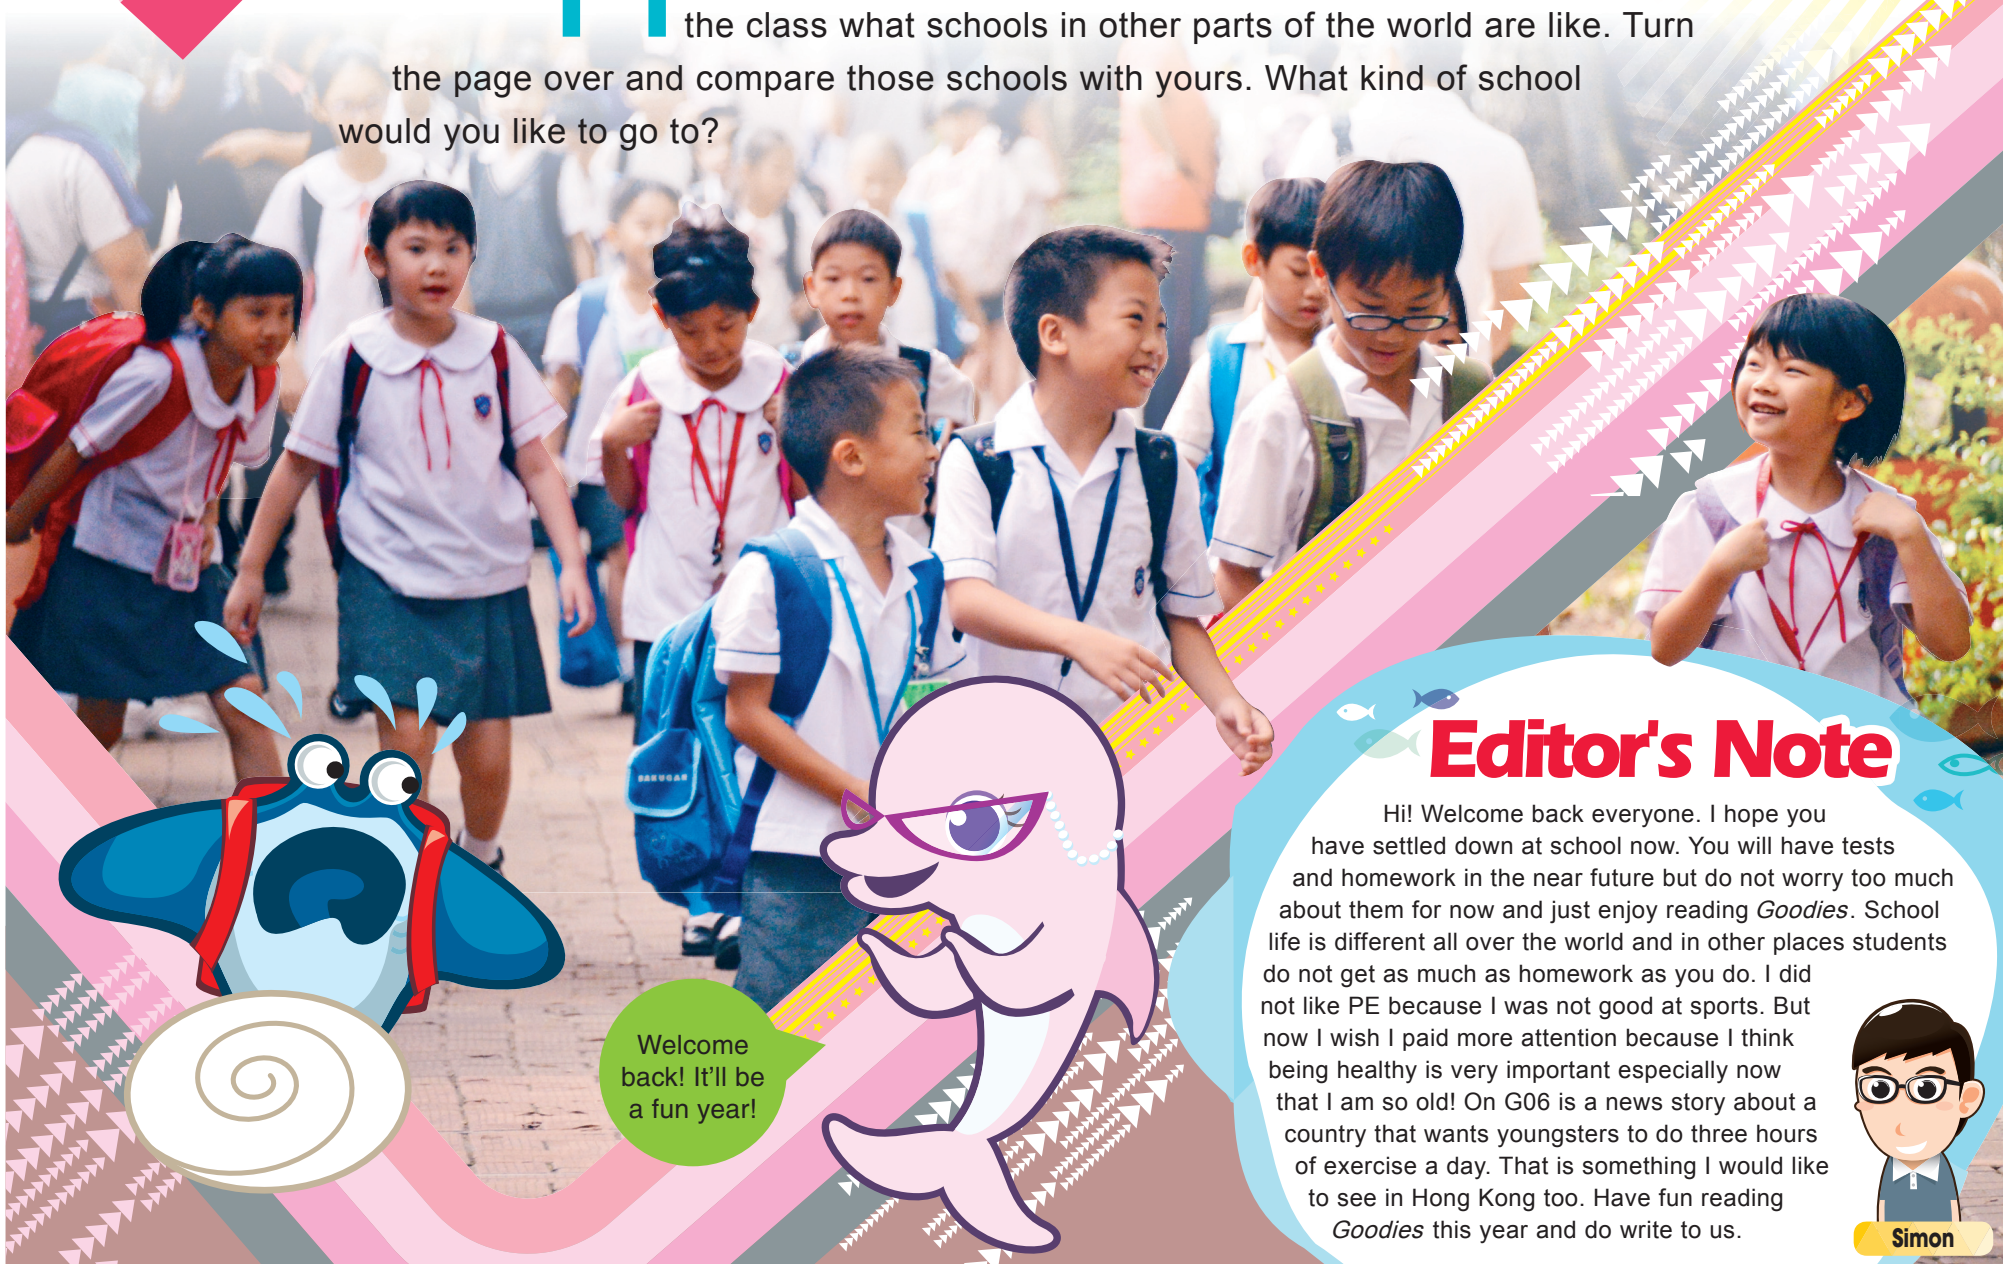 the class what schools in other parts of the world are like. Turn
the page over and compare those schools with yours. What kind of school
would you like to go to?
BAKUGAN
Welcome
back! It’ll be
a fun year!
Editor's Note
Hi! Welcome back everyone. I hope you
have settled down at school now. You will have tests
and homework in the near future but do not worry too much
about them for now and just enjoy reading Goodies. School
life is different all over the world and in other places students
do not get as much as homework as you do. I did
not like PE because I was not good at sports. But
now I wish I paid more attention because I think
being healthy is very important especially now
that I am so old! On G06 is a news story about a
country that wants youngsters to do three hours
of exercise a day. That is something I would like
to see in Hong Kong too. Have fun reading
Goodies this year and do write to us.
Simon